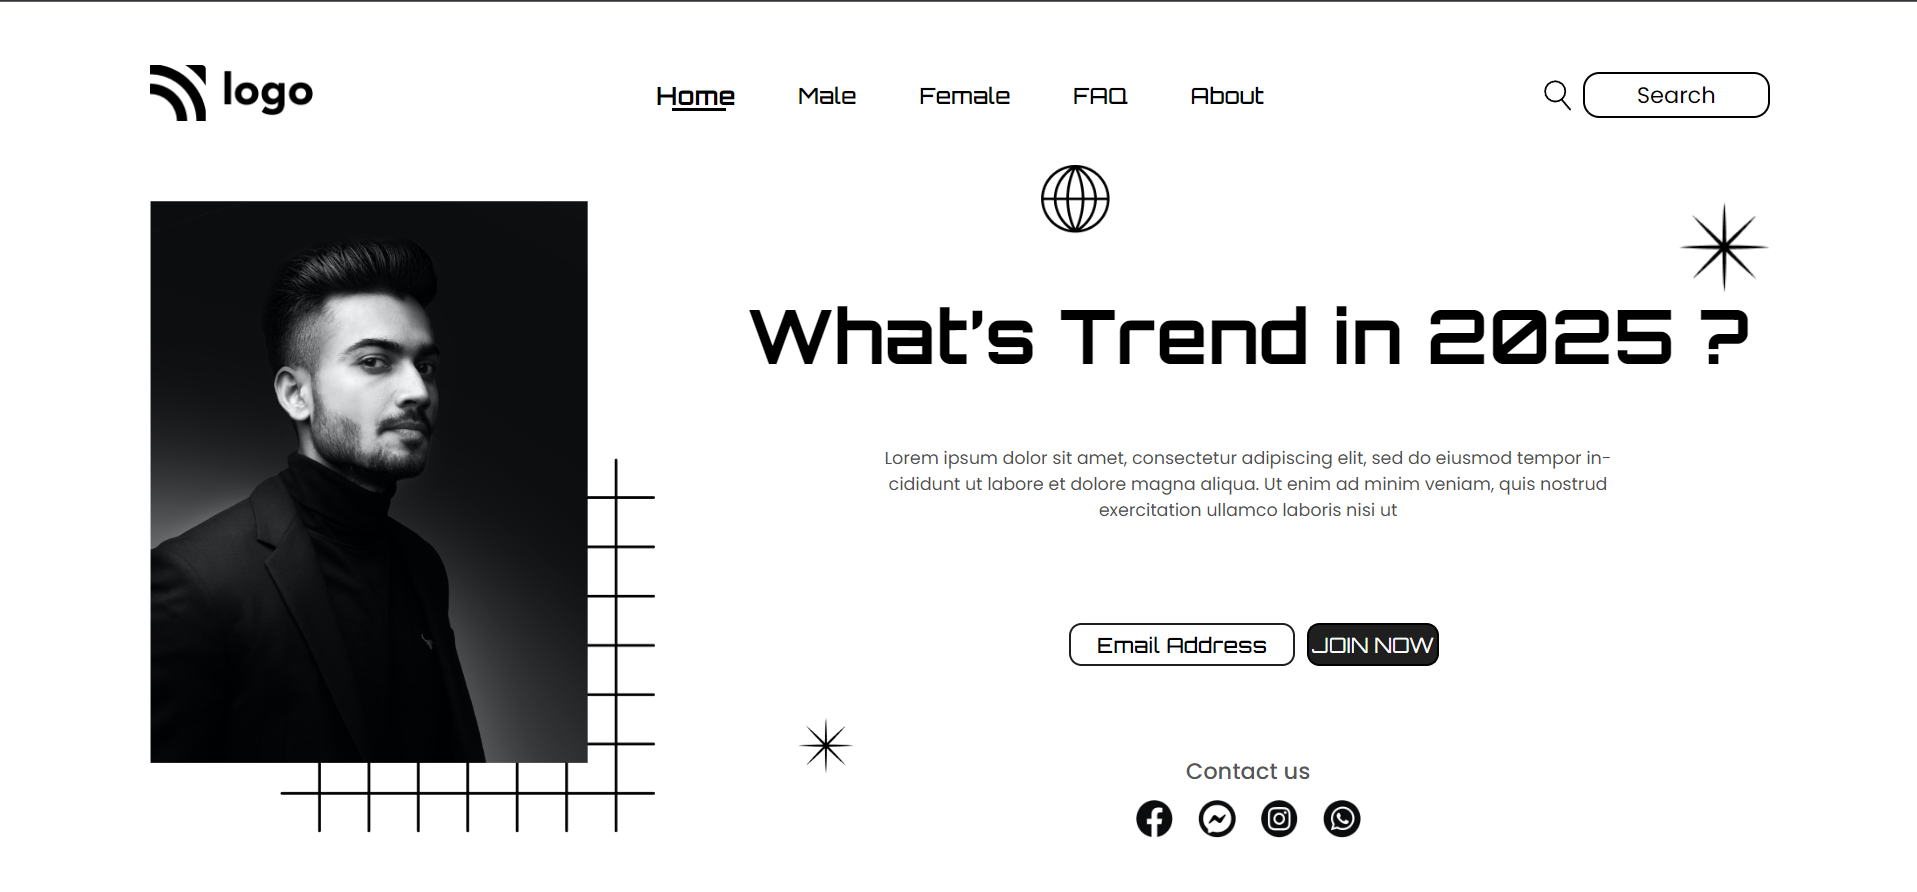 logo
Home Male Female FAQ About
Search
What's Trend in 2025 ?
Lorem ipsum dolor sit amet, consectetur adipiscing elit, sed do eiusmod tempor in-
cididunt ut labore et dolore magna aliqua. Ut enim ad minim veniam, quis nostrud
exercitation ullamco laboris nisi ut
Email Address JOIN NOW
Contact us